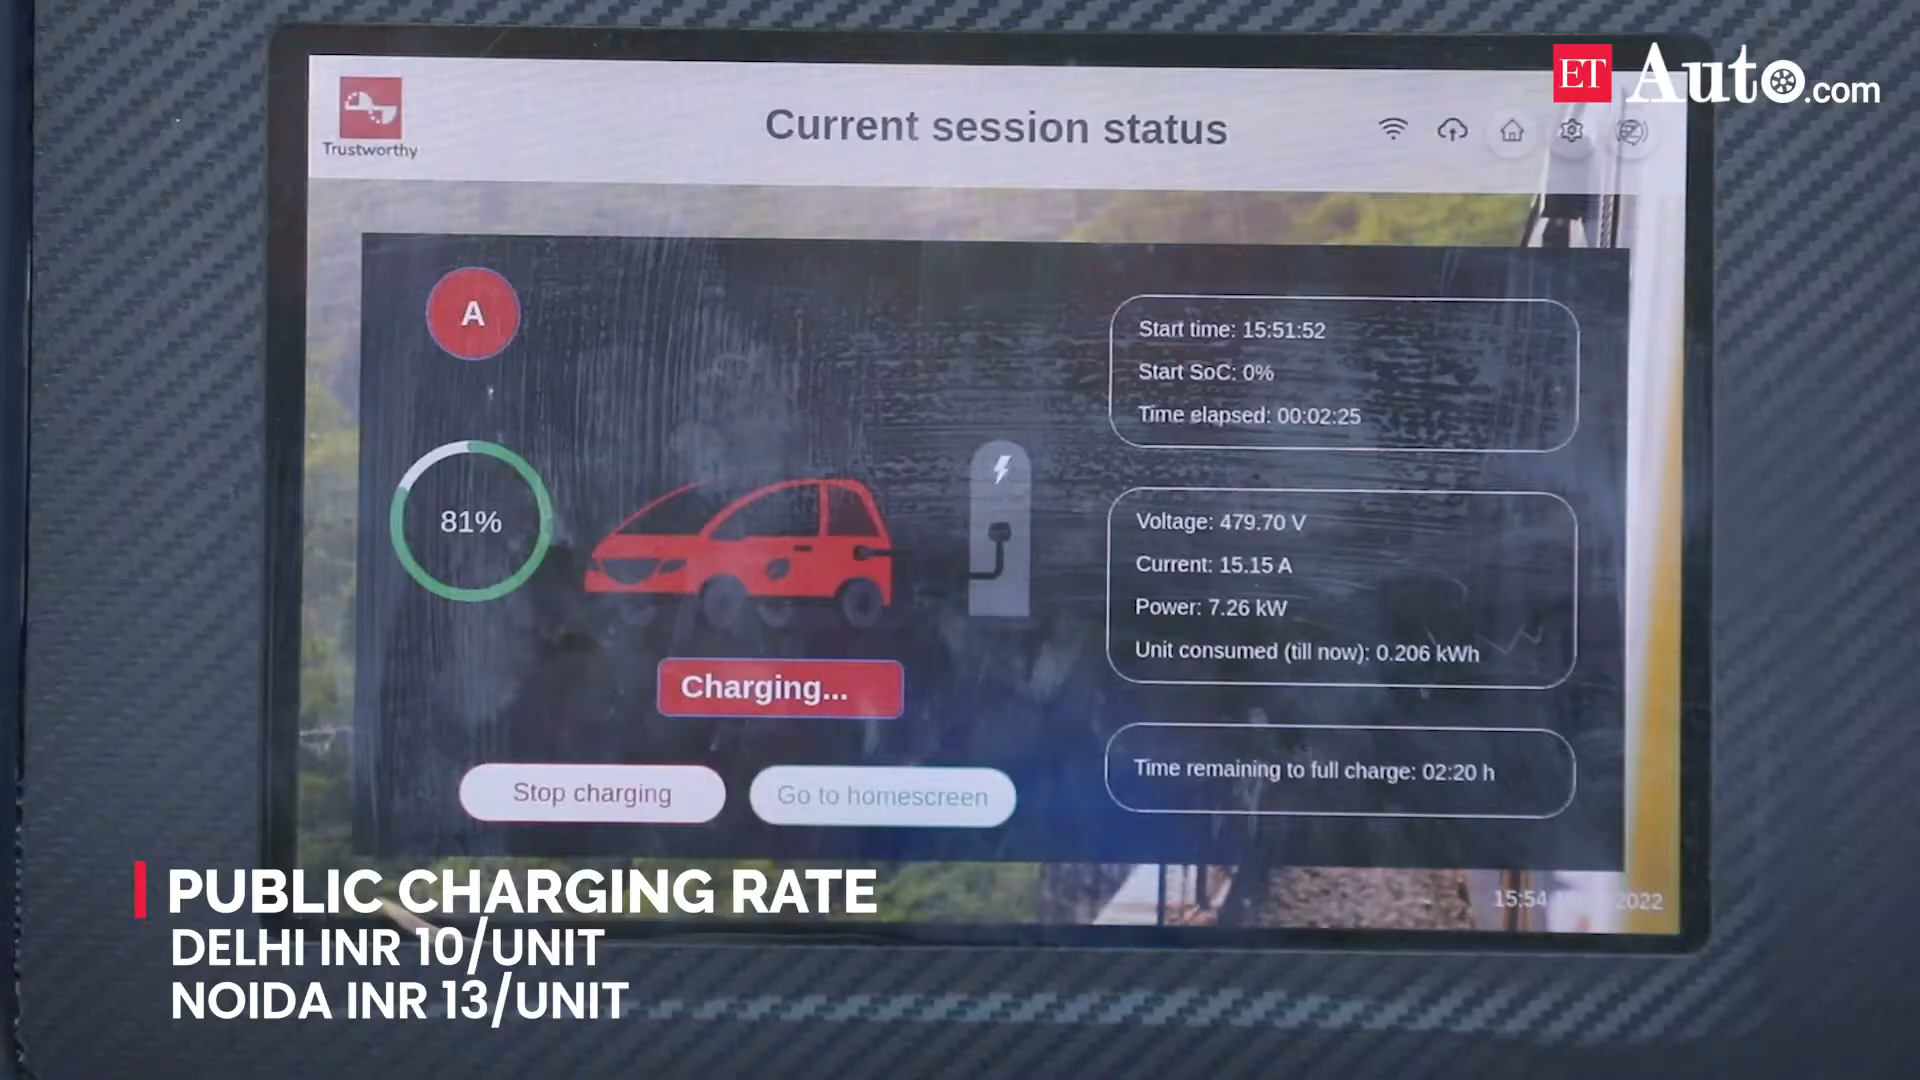 ET Auto.com
Trustworthy
Current session status
A
Start time: 15:51:52
Start SoC: 0%
Time elapsed: 00:02:25
81%
Voltage: 479.70 V
Current: 15.15 A
Power: 7.26 kW
Unit consumed (till now): 0.206 kWh
Charging...
Time remaining to full charge: 02:20 h
Stop charging
Go to homescreen
15:54 2022
PUBLIC CHARGING RATE
DELHI INR 10/UNIT
NOIDA INR 13/UNIT